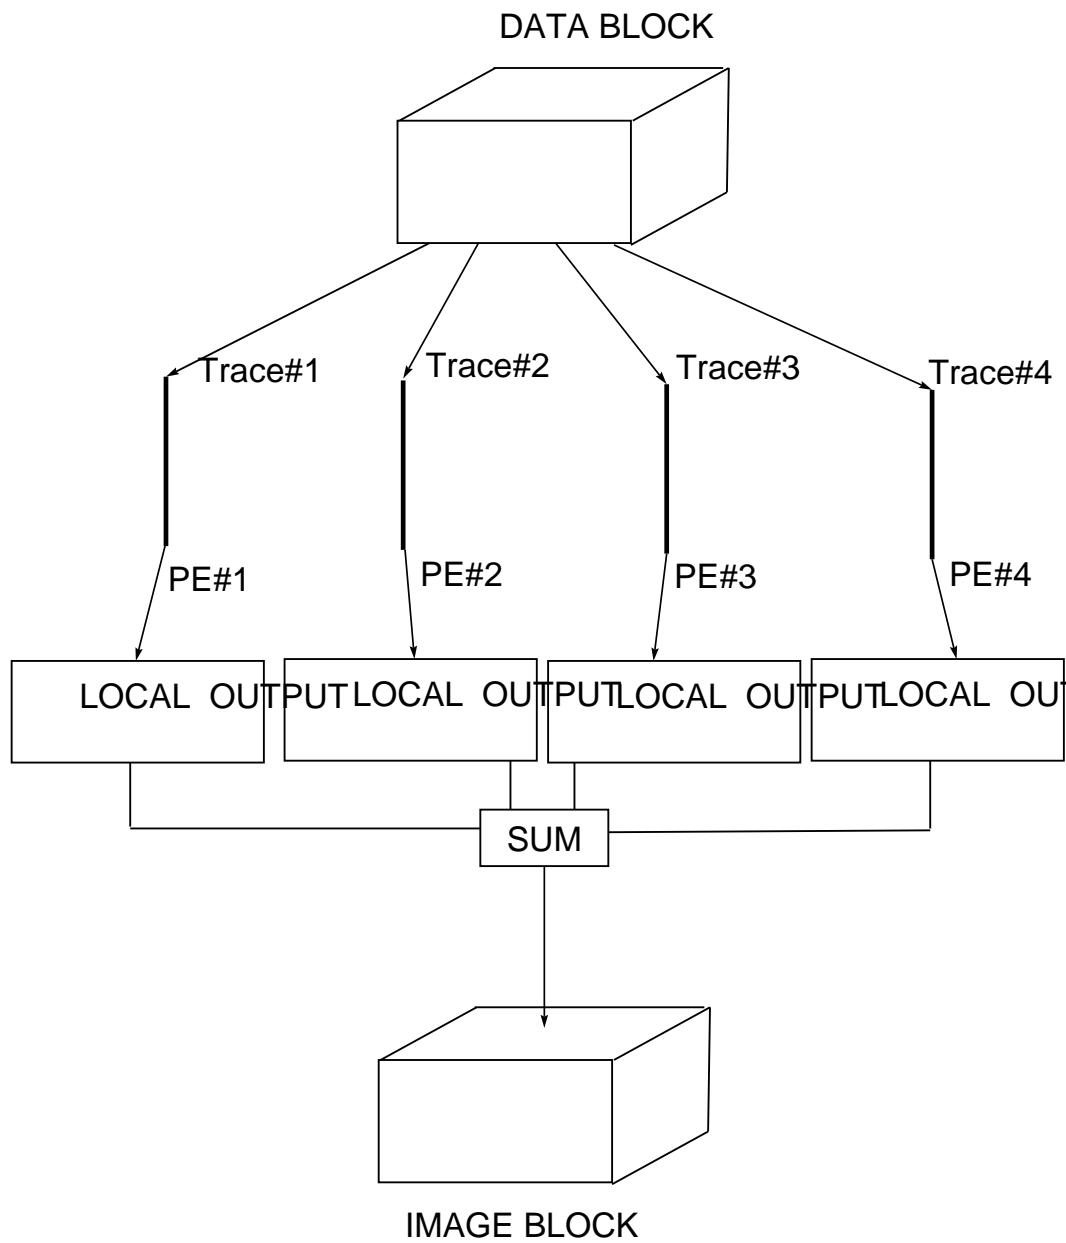 DATA BLOCK
Trace#1
Trace#2
Trace#3
Trace#4
PE#1
PE#2
PE#3
PE#4
LOCAL OUTPUT
LOCAL OUTPUT
LOCAL OUTPUT
LOCAL OU
SUM
IMAGE BLOCK